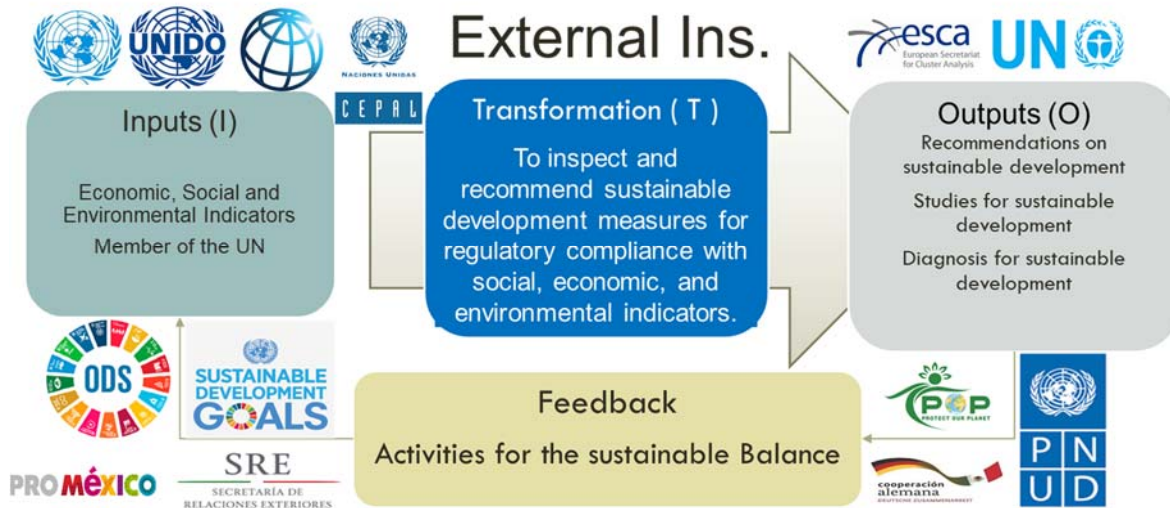 UNIDO
NACIONES UNIDAS
CEPAL
External Ins.
esca
European Secretariat
for Cluster Analysis
UN
Inputs (I)
Economic, Social and
Environmental Indicators
Member of the UN
Transformation ( T )
To inspect and
recommend sustainable
development measures for
regulatory compliance with
social, economic, and
environmental indicators.
Outputs (O)
Recommendations on
sustainable development
Studies for sustainable
development
Diagnosis for sustainable
development
ODS
SUSTAINABLE
DEVELOPMENT
GOALS
PROMéXICO
SRE
SECRETARÍA DE
RELACIONES EXTERIORES
Feedback
Activities for the sustainable Balance
POP
PROTECT OUR PLANET
cooperación
alemana
DEUTSCHE ZUSAMMENARBEIT
P N
U D